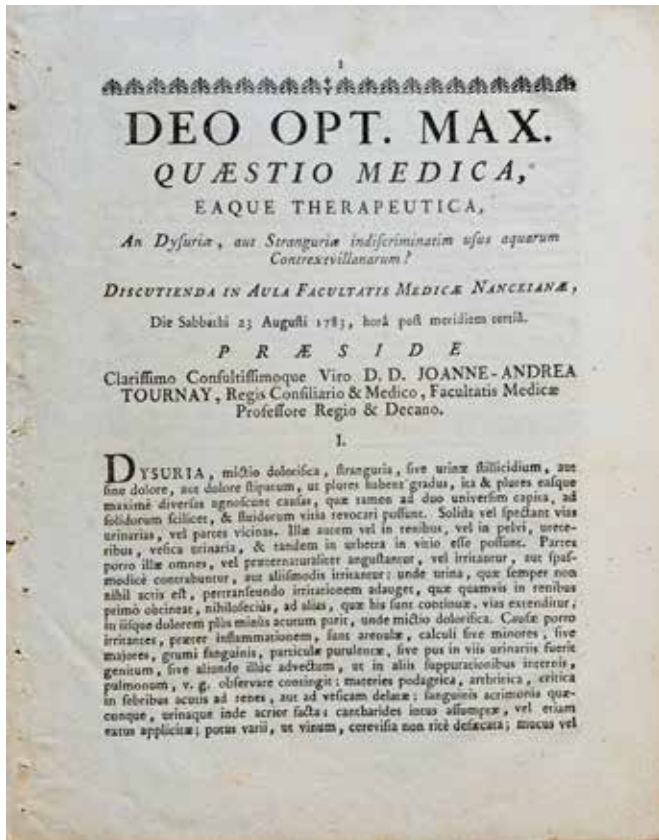 1
DEO OPT. MAX.
QUÆSTIO MEDICA,
EAQUE THERAPEUTICA,
An Dyſuriæ, aut Stranguriæ indiſcriminatim uſus aquarum
Contrexevillanarum?
DISCUTIENDA IN AULA FACULTATIS MEDICÆ NANCEIANÆ,
Die Sabbathi 23 Auguſti 1783, horâ poſt meridiem tertiâ.
PRÆSIDE
Clariſſimo Conſultiſſimoque Viro D. D. JOANNE-ANDREA
TOURNAY, Regis Conſiliario & Medico, Facultatis Medicæ
Profeſſore Regio & Decano.
I.
DYSURIA, mictio dolorifica, ſtranguria, ſive urinæ ſtillicidium, aut
ſine dolore, aut dolore ſtipatum, ut plures habent gradus, ita & plures eaſque
maximè diverſas agnoſcunt cauſas, quæ tamen ad duo univerſim capita, ad
ſolidorum ſcilicet, & fluidorum vitia revocari poſſunt. Solida vel ſpectant vias
urinarias, vel partes vicinas. Illæ autem vel in renibus, vel in pelvi, urete-
ribus, veſica urinaria, & tandem in urethra in vitio eſſe poſſunt. Partes
porro illæ omnes, vel præternaturaliter anguſtantur, vel irritantur, aut ſpaſ-
modicè contrahuntur, aut aliiſmodis irritantur: unde urina, quæ ſemper non
nihil acris eſt, pertranſeundo irritationem adauget, quæ quamvis in renibus
primò obtineat, nihiloſeciùs, ad alias, quæ his ſunt continuæ, vias extenditur,
in iiſque dolorem plùs minùs acutum parit, unde mictio dolorifica. Cauſæ porro
irritantes, præter inflammationem, ſunt arenulæ, calculi ſive minores, ſive
majores, grumi ſanguinis, particulæ purulentæ, ſive pus in viis urinariis fuerit
genitum, ſive aliundo illùc advectum, ut in aliis ſuppurationibus internis,
pulmonum, v. g. obſervare contingit; materies podagrica, arthritica, critica
in febribus acutis ad renes, aut ad veſicam delatæ; ſanguinis acrimonia quæ-
cunque, urinaque inde acrior facta; cantharides intus aſſumptæ, vel etiam
extus applicitæ; potus varii, ut vinum, cereviſia non ritè defæcata; mucus vel